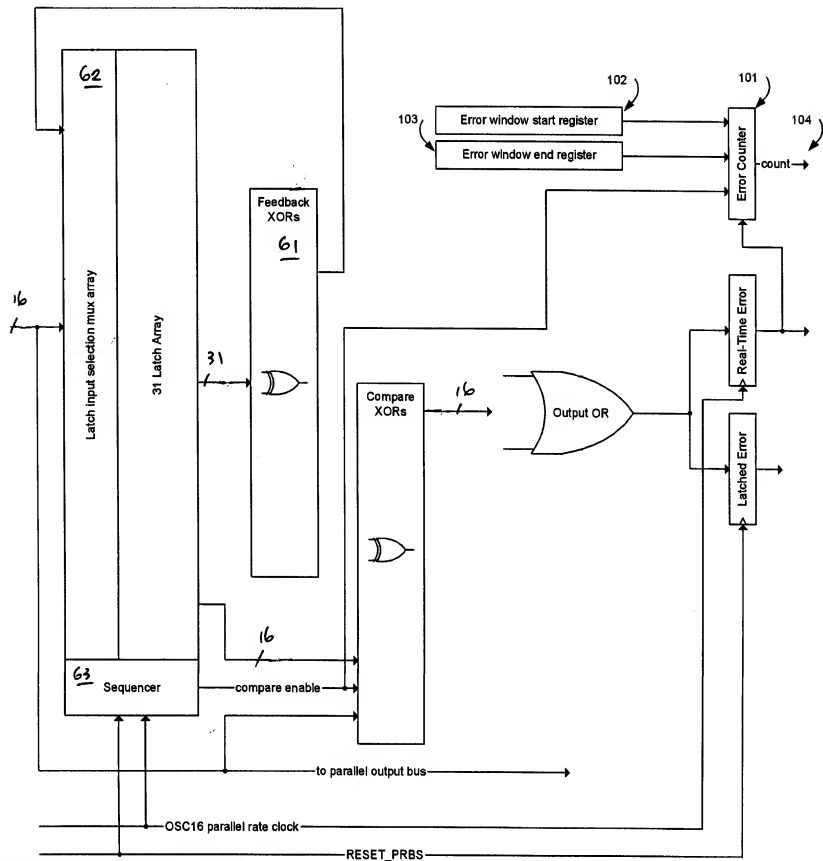 62
Latch input selection mux array
31 Latch Array
63
Sequencer
16
31
Feedback
XORs
61
16
compare enable
Compare
XORs
16
Output OR
102
101
103
Error window start register
Error window end register
Error Counter
104
count
Real-Time Error
Latched Error
to parallel output bus
OSC16 parallel rate clock
RESET_PRBS